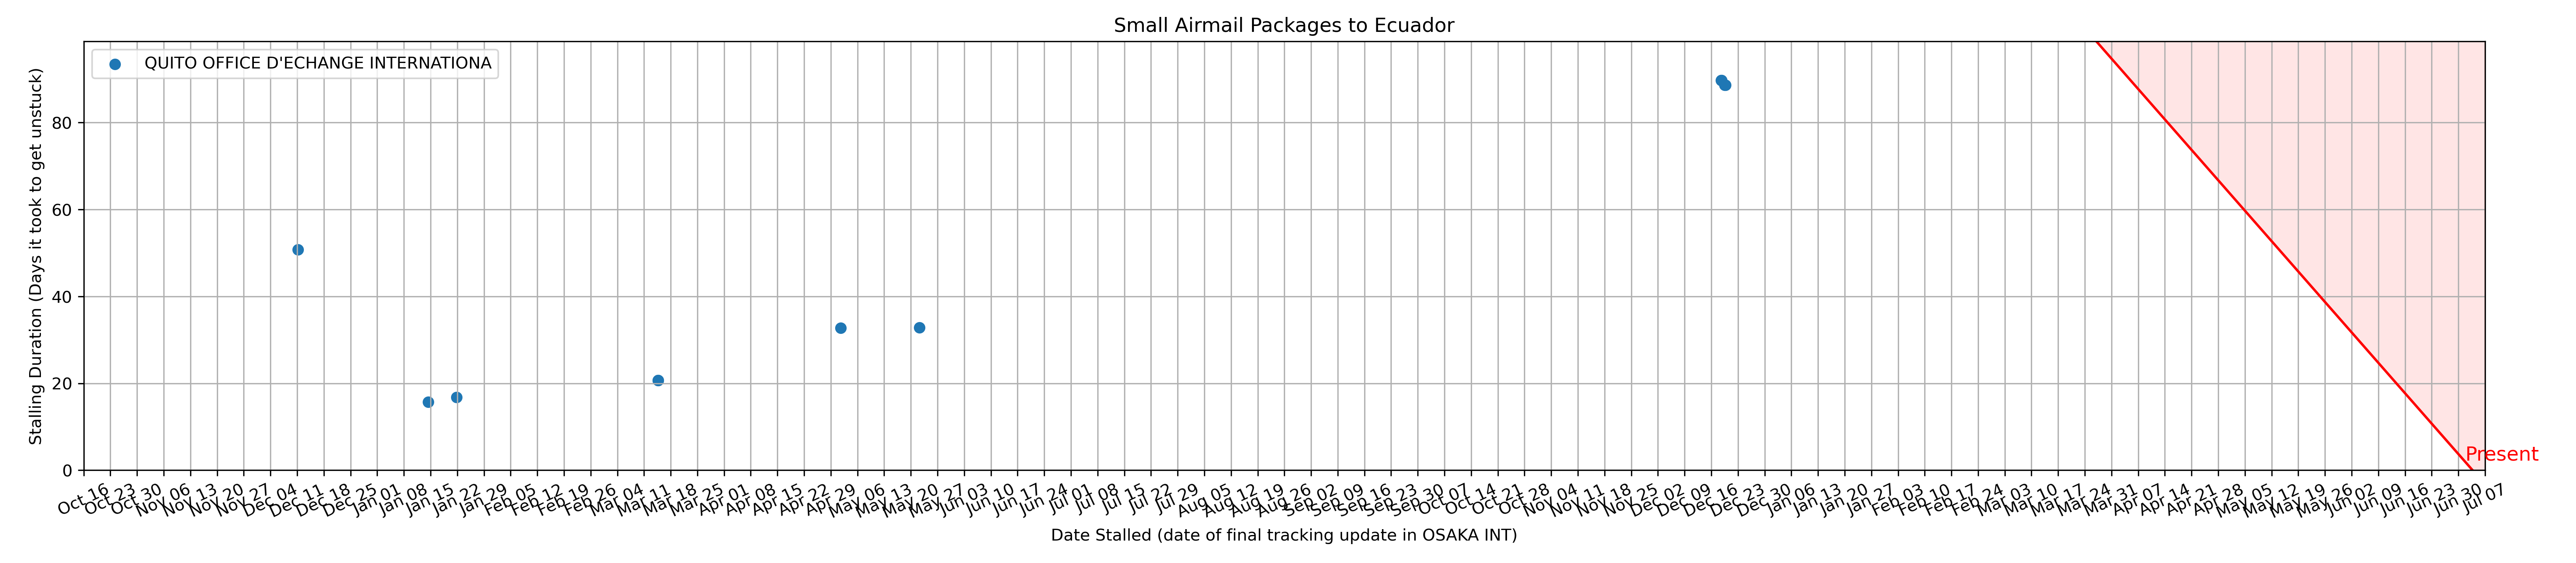 Small Airmail Packages to Ecuador
QUITO OFFICE D'ECHANGE INTERNATIONA
Stalling Duration (Days it took to get unstuck)
80
60
40
20
0
Present
Oct 16 Oct 23 Oct 30 Nov 06 Nov 13 Nov 20 Nov 27 Dec 04 Dec 11 Dec 18 Dec 25 Jan 01 Jan 08 Jan 15 Jan 22 Jan 29 Feb 05 Feb 12 Feb 19 Feb 26 Mar 04 Mar 11 Mar 18 Mar 25 Apr 01 Apr 08 Apr 15 Apr 22 Apr 29 May 06 May 13 May 20 May 27 Jun 03 Jun 10 Jun 17 Jun 24 Jul 01 Jul 08 Jul 15 Jul 22 Jul 29 Aug 05 Aug 12 Aug 19 Aug 26 Sep 02 Sep 09 Sep 16 Sep 23 Sep 30 Oct 07 Oct 14 Oct 21 Oct 28 Nov 04 Nov 11 Nov 18 Nov 25 Dec 02 Dec 09 Dec 16 Dec 23 Dec 30 Jan 06 Jan 13 Jan 20 Jan 27 Feb 03 Feb 10 Feb 17 Feb 24 Mar 03 Mar 10 Mar 17 Mar 24 Mar 31 Apr 07 Apr 14 Apr 21 Apr 28 May 05 May 12 May 19 May 26 Jun 02 Jun 09 Jun 16 Jun 23 Jun 30 Jul 07
Date Stalled (date of final tracking update in OSAKA INT)